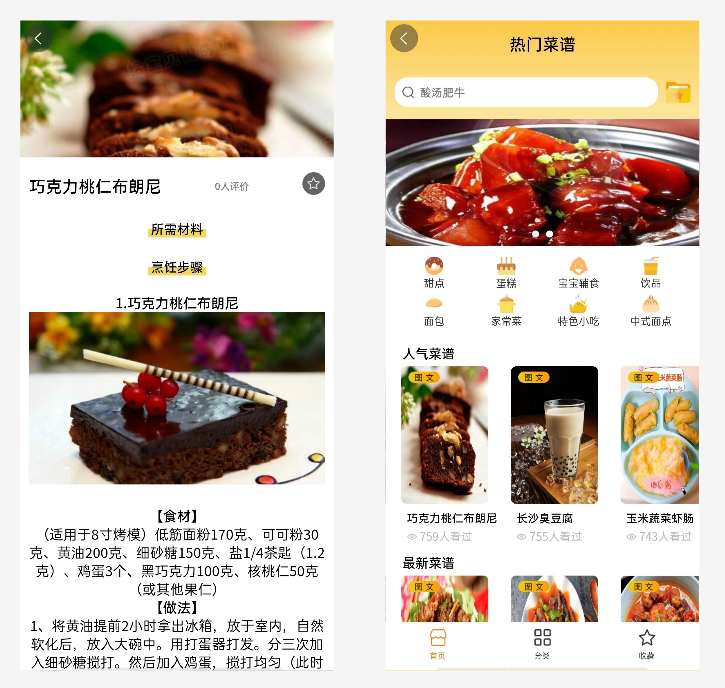 巧克力桃仁布朗尼
0人评价
所需材料
烹饪步骤
1.巧克力桃仁布朗尼
【食材】
（适用于8寸烤模）低筋面粉170克、可可粉30
克、黄油200克、细砂糖150克、盐1/4茶匙（1.2
克）、鸡蛋3个、黑巧克力100克、核桃仁50克
（或其他果仁）
【做法】
1、将黄油提前2小时拿出冰箱，放于室内，自然
软化后，放入大碗中。用打蛋器打发。分三次加
入细砂糖搅打。然后加入鸡蛋，搅打均匀（此时
热门菜谱
酸汤肥牛
甜点
蛋糕
宝宝辅食
饮品
面包
家常菜
特色小吃
中式面点
人气菜谱
图文
图文
图文
玉米蔬菜肠
巧克力桃仁布朗尼
长沙臭豆腐
玉米蔬菜虾肠
759人看过
755人看过
743人看过
最新菜谱
图文
图文
图文
首页
分类
收藏